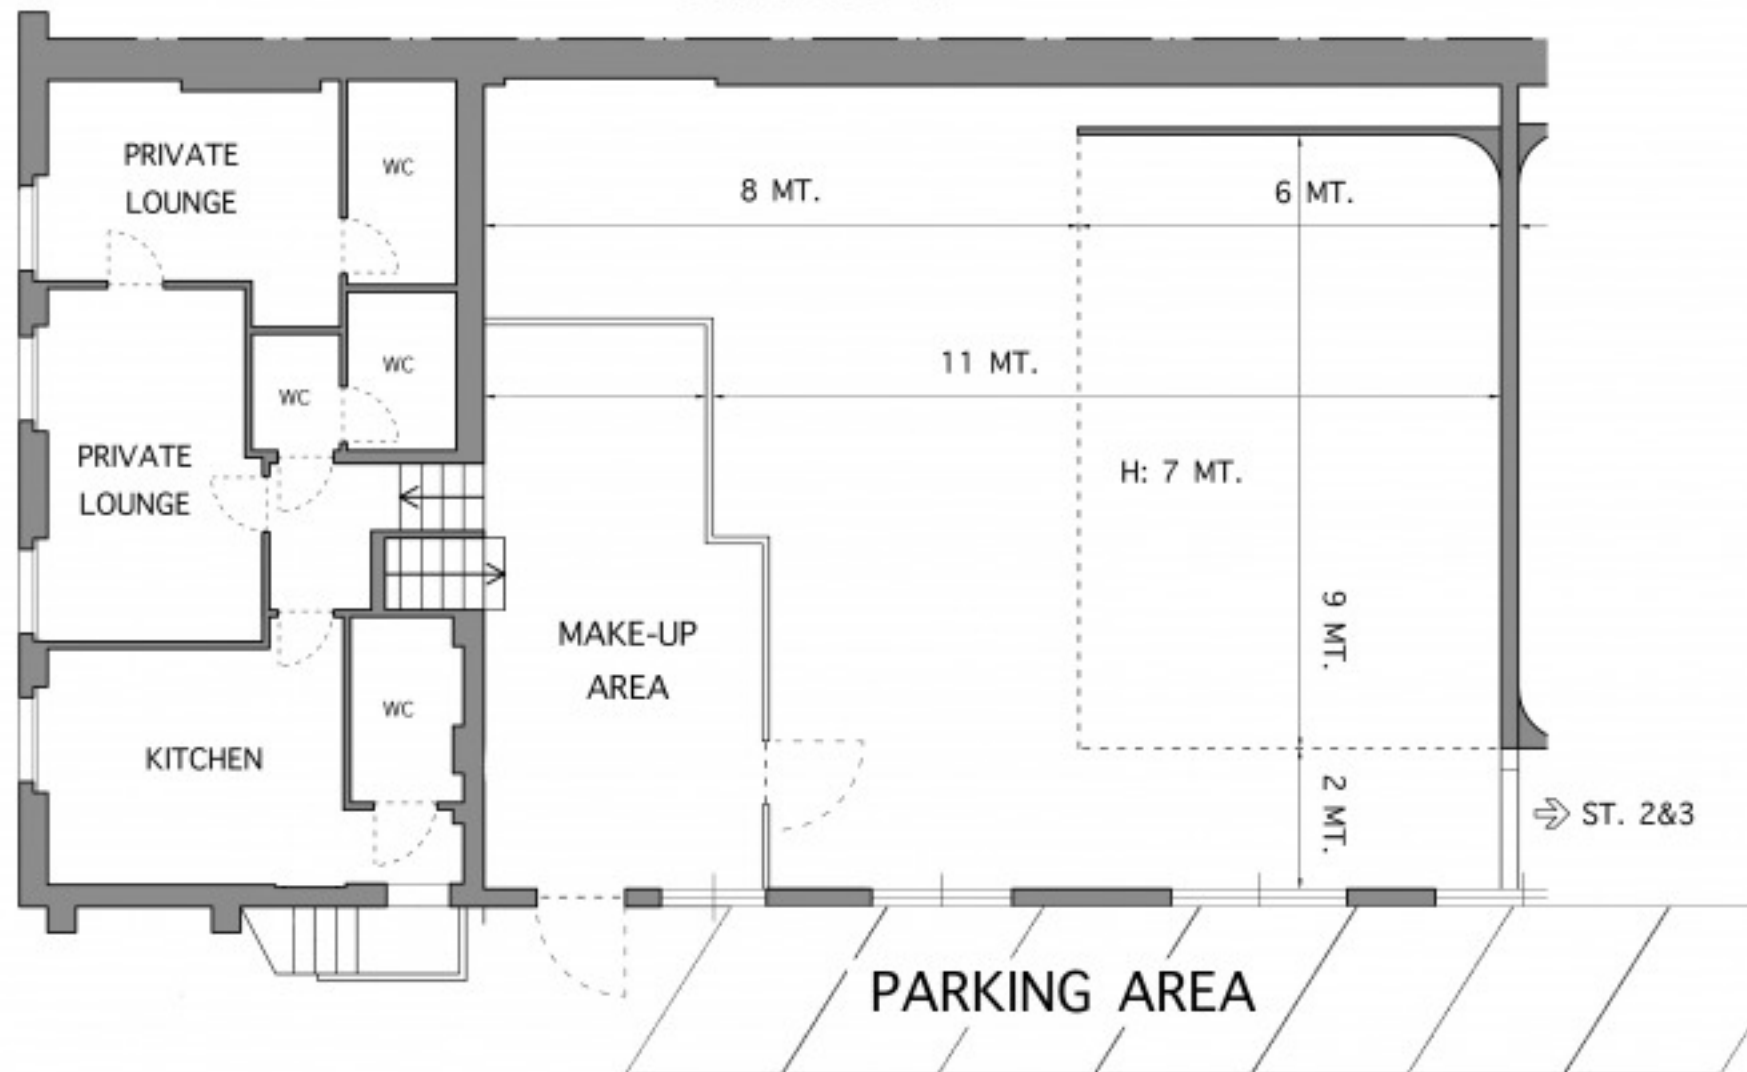 PRIVATE
LOUNGE
WC
8 MT.
6 MT.
WC
WC
11 MT.
PRIVATE
LOUNGE
H: 7 MT.
9 MT.
MAKE-UP
AREA
WC
KITCHEN
2 MT.
ST. 2&3
PARKING AREA